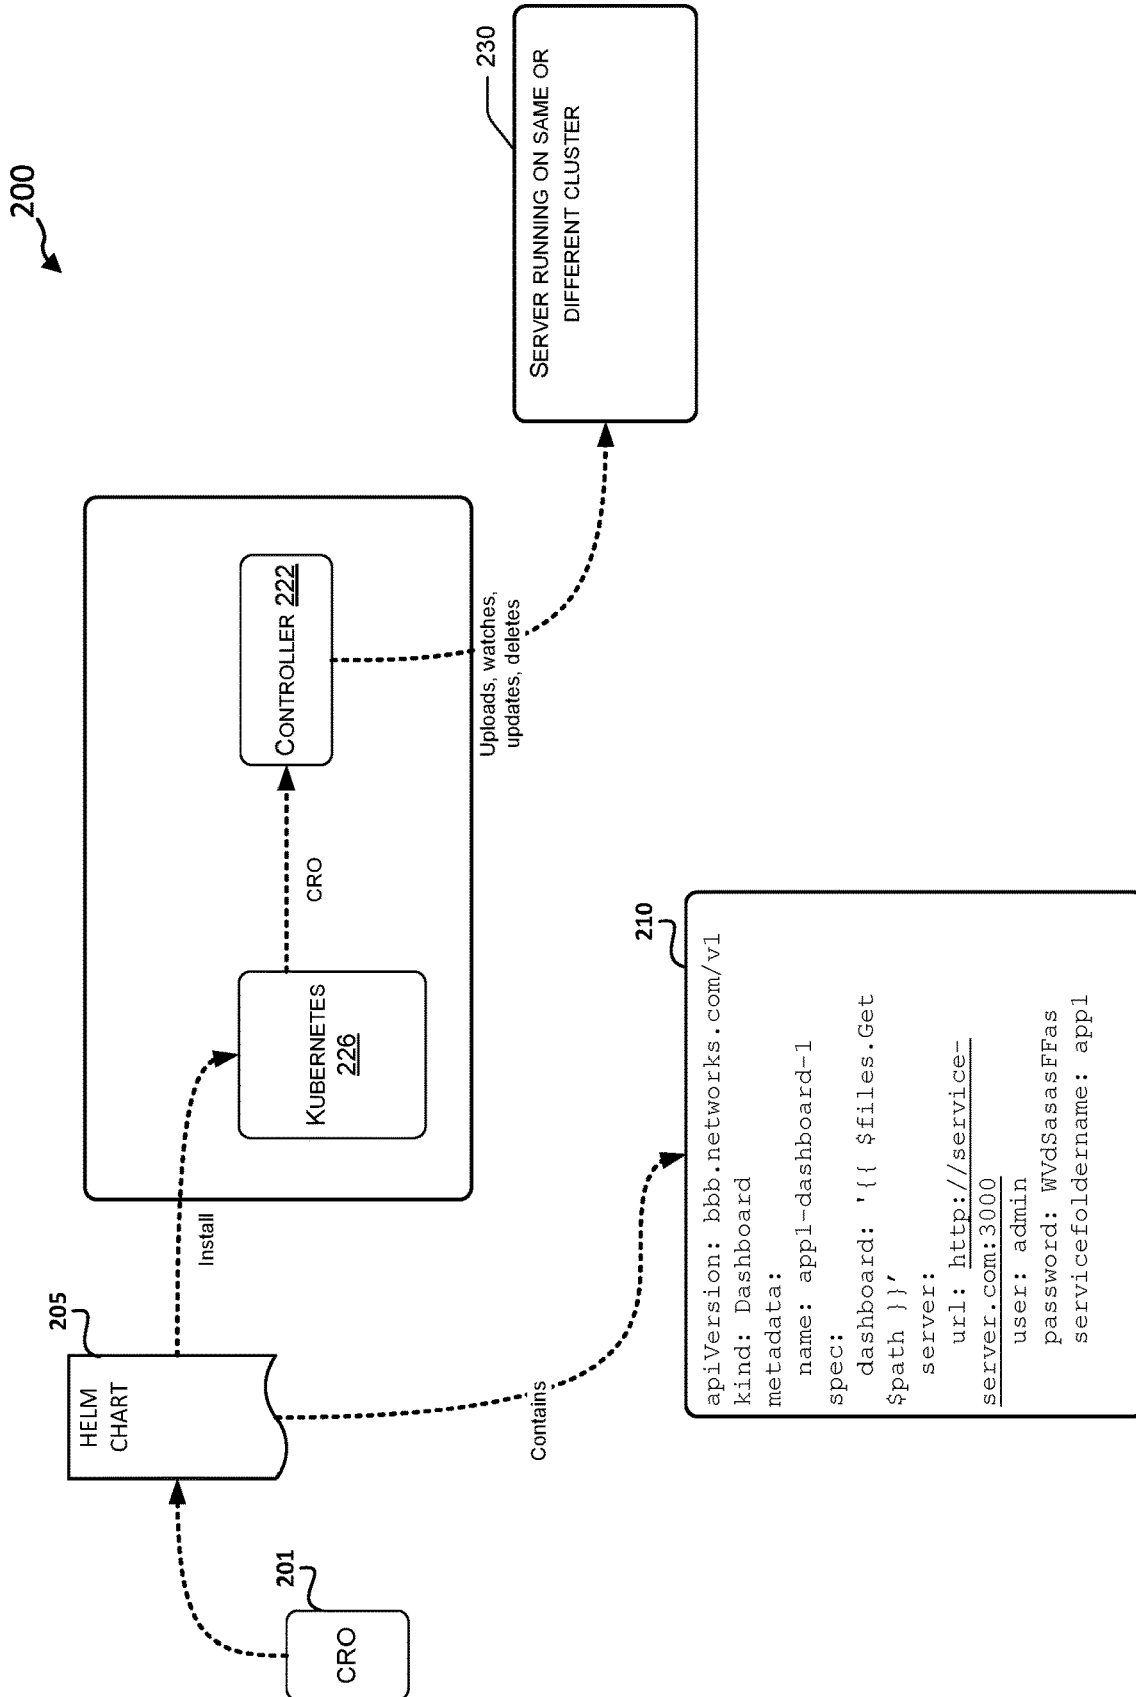 200
CRO
201
HELM
CHART
205
Install
KUBERNETES
226
CRO
CONTROLLER 222
Uploads, watches,
updates, deletes
SERVER RUNNING ON SAME OR
DIFFERENT CLUSTER
230
Contains
210
apiVersion: bbb.networks.com/v1
kind: Dashboard
metadata:
name: app1-dashboard-1
spec:
dashboard: '{{ $files.Get
$path }}'
server:
url: http://service-
server.com:3000
user: admin
password: WVdSasasFFas
servicefoldername: app1